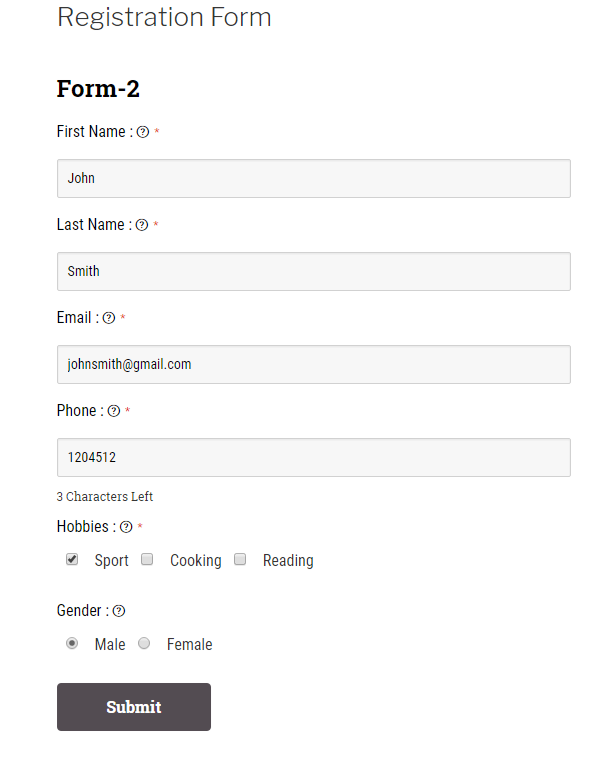 Registration Form
Form-2
First Name : ? *
John
Last Name : ? *
Smith
Email : ? *
johnsmith@gmail.com
Phone : ? *
1204512
3 Characters Left
Hobbies : ? *
Sport Cooking Reading
Gender : ?
Male Female
Submit